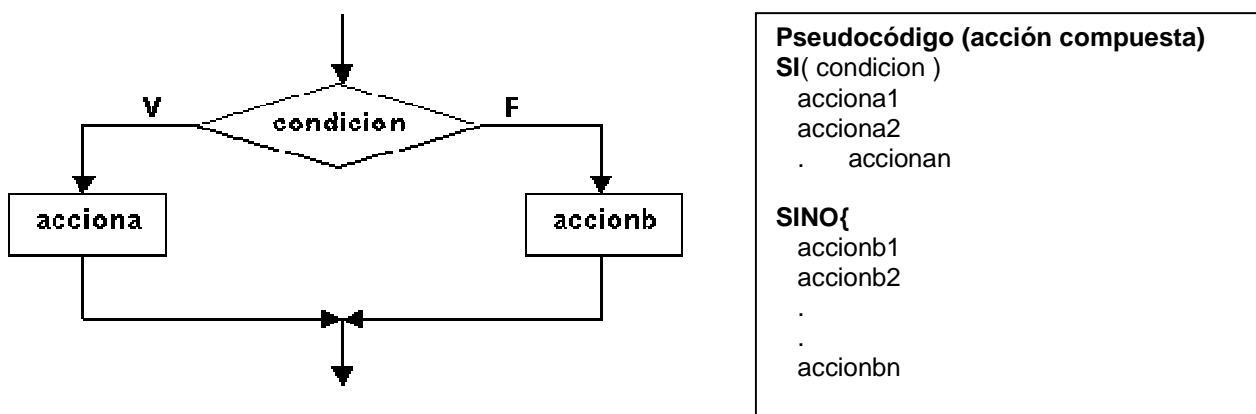 V
F
condicion
acciona
accionb
Pseudocódigo (acción compuesta)
SI( condicion )
acciona1
acciona2
. accionan
SINO{
accionb1
accionb2
.
.
accionbn